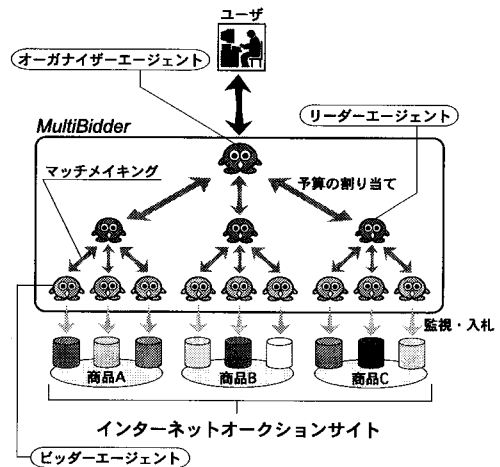 ユーザ
オーガナイザーエージェント
リーダーエージェント
MultiBidder
マッチメイキング
予算の割り当て
監視・入札
商品A
商品B
商品C
インターネットオークションサイト
ビッダーエージェント